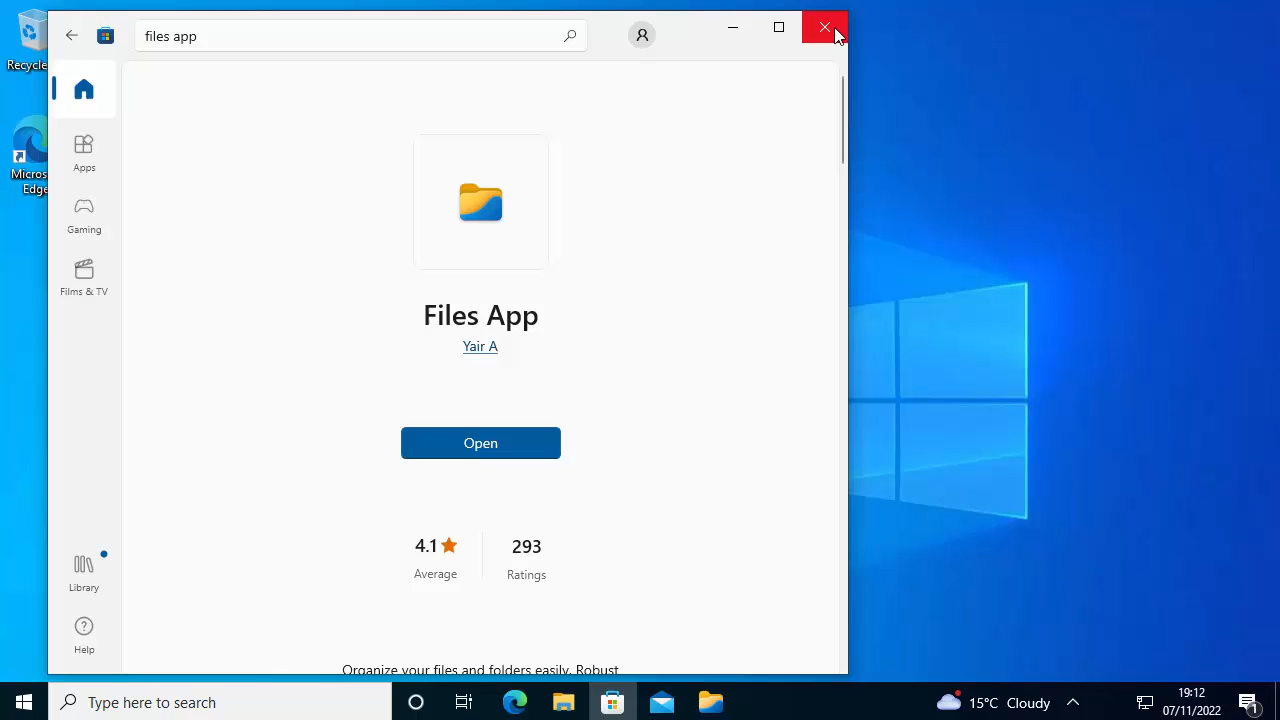 Recycle
Micros
Edge
files app
Apps
Gaming
Films & TV
Library
Help
Files App
Yair A
Open
4.1
Average
293
Ratings
Organize your files and folders easily. Robust
Type here to search
15°C Cloudy
19:12
07/11/2022
1